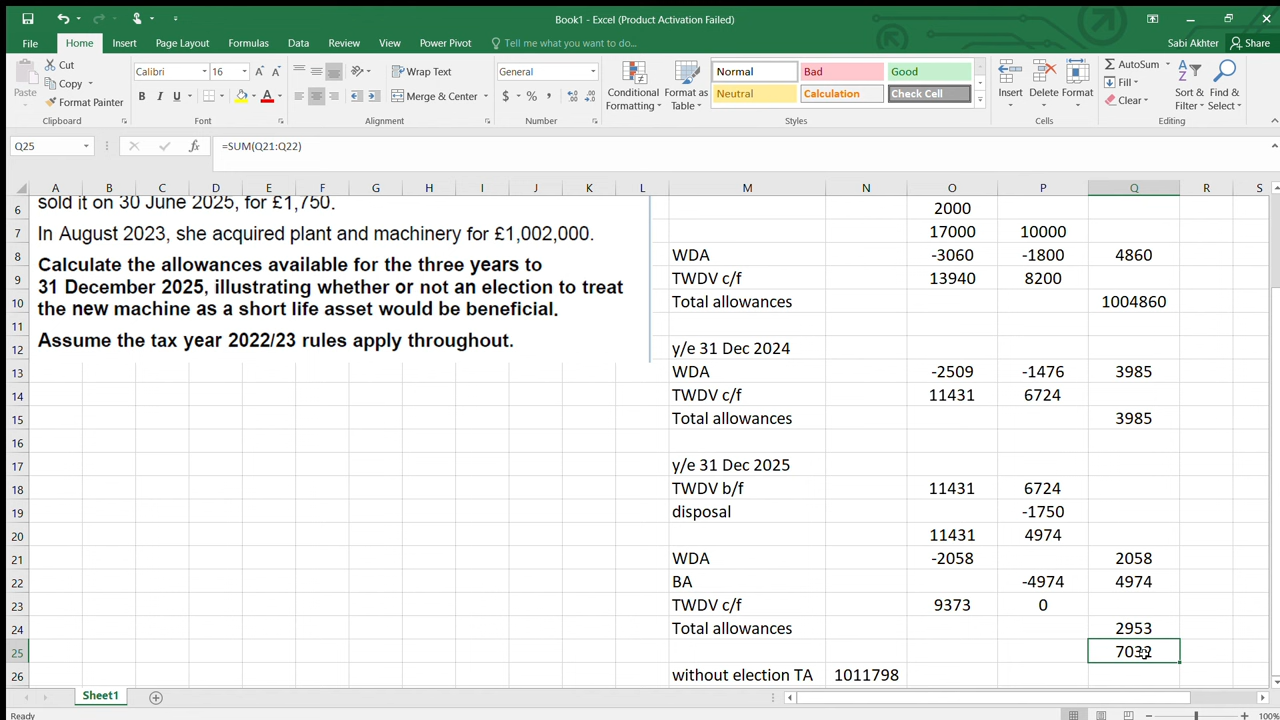 Book1 - Excel (Product Activation Failed)
File Home Insert Page Layout Formulas Data Review View Power Pivot Tell me what you want to do... Sabi Akhter Share
Paste Cut Copy Format Painter Clipboard
Calibri 16 A A B I U A Font
Wrap Text Merge & Center Alignment
General $ % , Number
Conditional Formatting Format as Table Normal Bad Good Neutral Calculation Check Cell Styles
Insert Delete Format Cells
AutoSum Fill Clear Sort & Filter Find & Select Editing
Q25 fx =SUM(Q21:Q22)
A B C D E F G H I J K L M N O P Q R S
sold it on 30 June 2025, for £1,750.
In August 2023, she acquired plant and machinery for £1,002,000.
Calculate the allowances available for the three years to
31 December 2025, illustrating whether or not an election to treat
the new machine as a short life asset would be beneficial.
Assume the tax year 2022/23 rules apply throughout.
6 2000
7 17000 10000
8 WDA -3060 -1800 4860
9 TWDV c/f 13940 8200
10 Total allowances 1004860
11
12 y/e 31 Dec 2024
13 WDA -2509 -1476 3985
14 TWDV c/f 11431 6724
15 Total allowances 3985
16
17 y/e 31 Dec 2025
18 TWDV b/f 11431 6724
19 disposal -1750
20 11431 4974
21 WDA -2058 2058
22 BA -4974 4974
23 TWDV c/f 9373 0
24 Total allowances 2953
25 7032
26 without election TA 1011798
Sheet1
Ready 100%